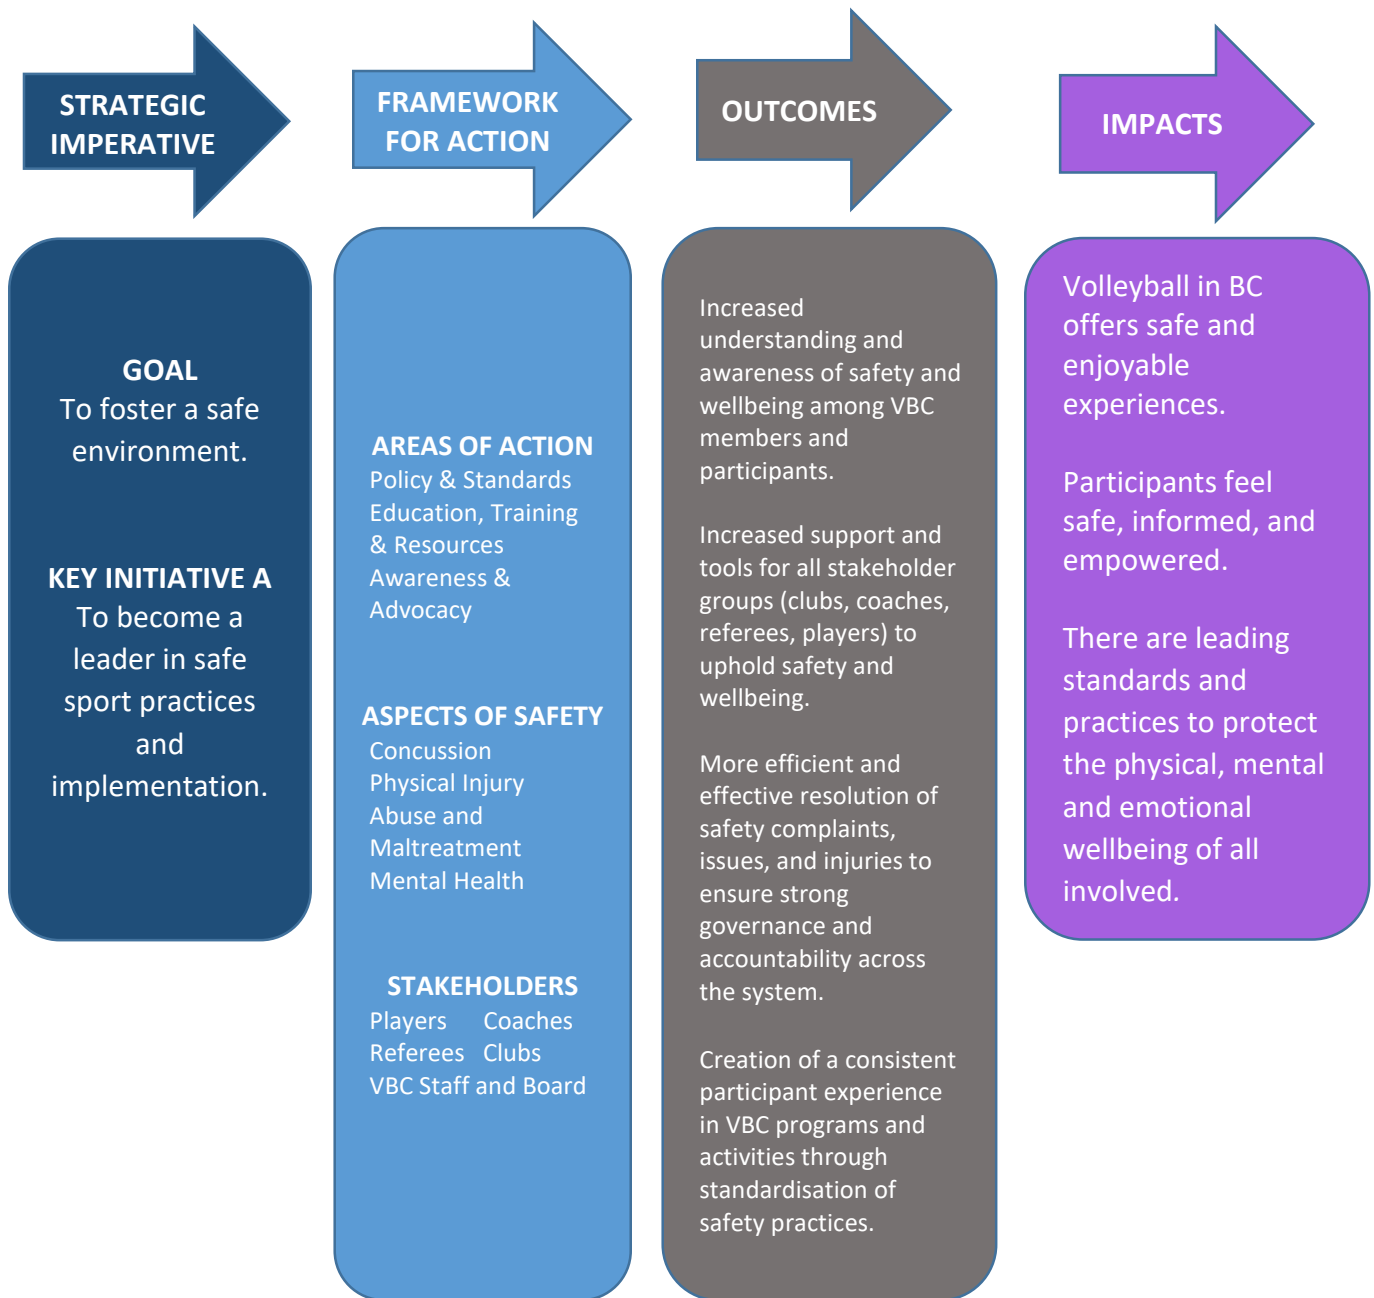 STRATEGIC
IMPERATIVE
GOAL
To foster a safe
environment.
KEY INITIATIVE A
To become a
leader in safe
sport practices
and
implementation.
FRAMEWORK
FOR ACTION
AREAS OF ACTION
Policy & Standards
Education, Training
& Resources
Awareness &
Advocacy
ASPECTS OF SAFETY
Concussion
Physical Injury
Abuse and
Maltreatment
Mental Health
STAKEHOLDERS
Players Coaches
Referees Clubs
VBC Staff and Board
OUTCOMES
Increased
understanding and
awareness of safety and
wellbeing among VBC
members and
participants.
Increased support and
tools for all stakeholder
groups (clubs, coaches,
referees, players) to
uphold safety and
wellbeing.
More efficient and
effective resolution of
safety complaints,
issues, and injuries to
ensure strong
governance and
accountability across
the system.
Creation of a consistent
participant experience
in VBC programs and
activities through
standardisation of
safety practices.
IMPACTS
Volleyball in BC
offers safe and
enjoyable
experiences.
Participants feel
safe, informed, and
empowered.
There are leading
standards and
practices to protect
the physical, mental
and emotional
wellbeing of all
involved.